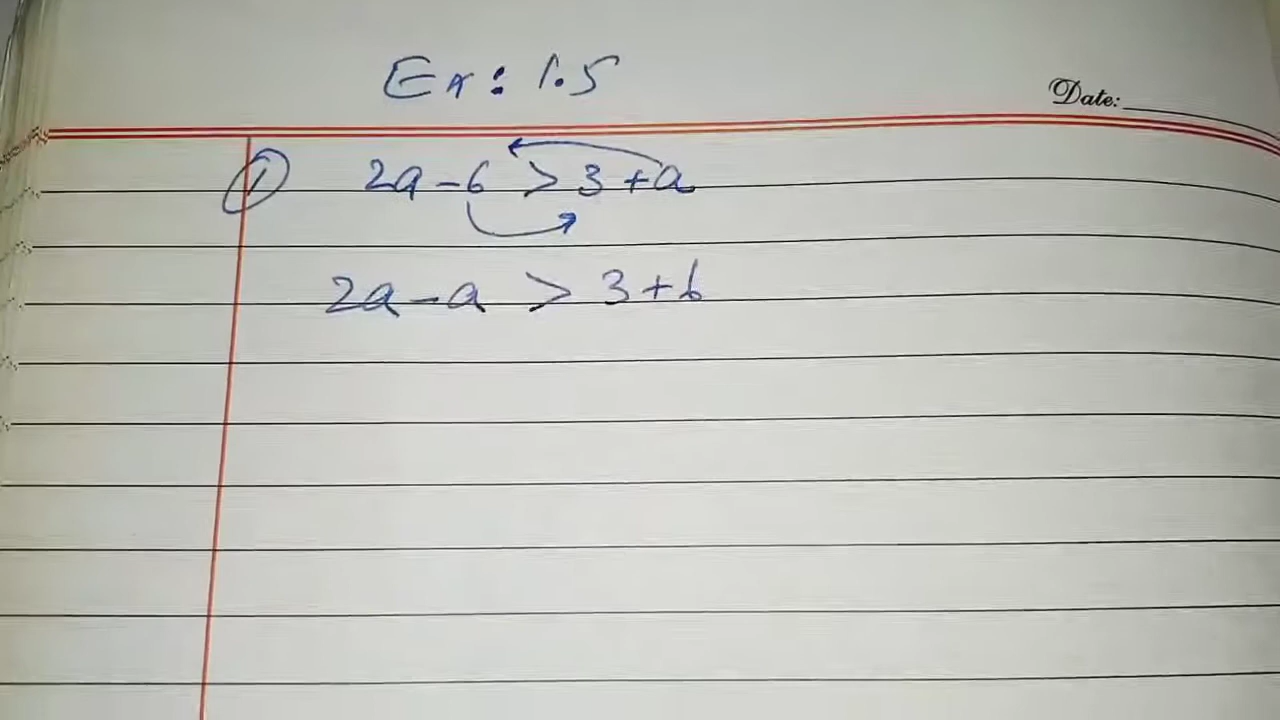 Ex: 1.5
Date:
① 2a - 6 > 3 + a
2a - a > 3 + 6